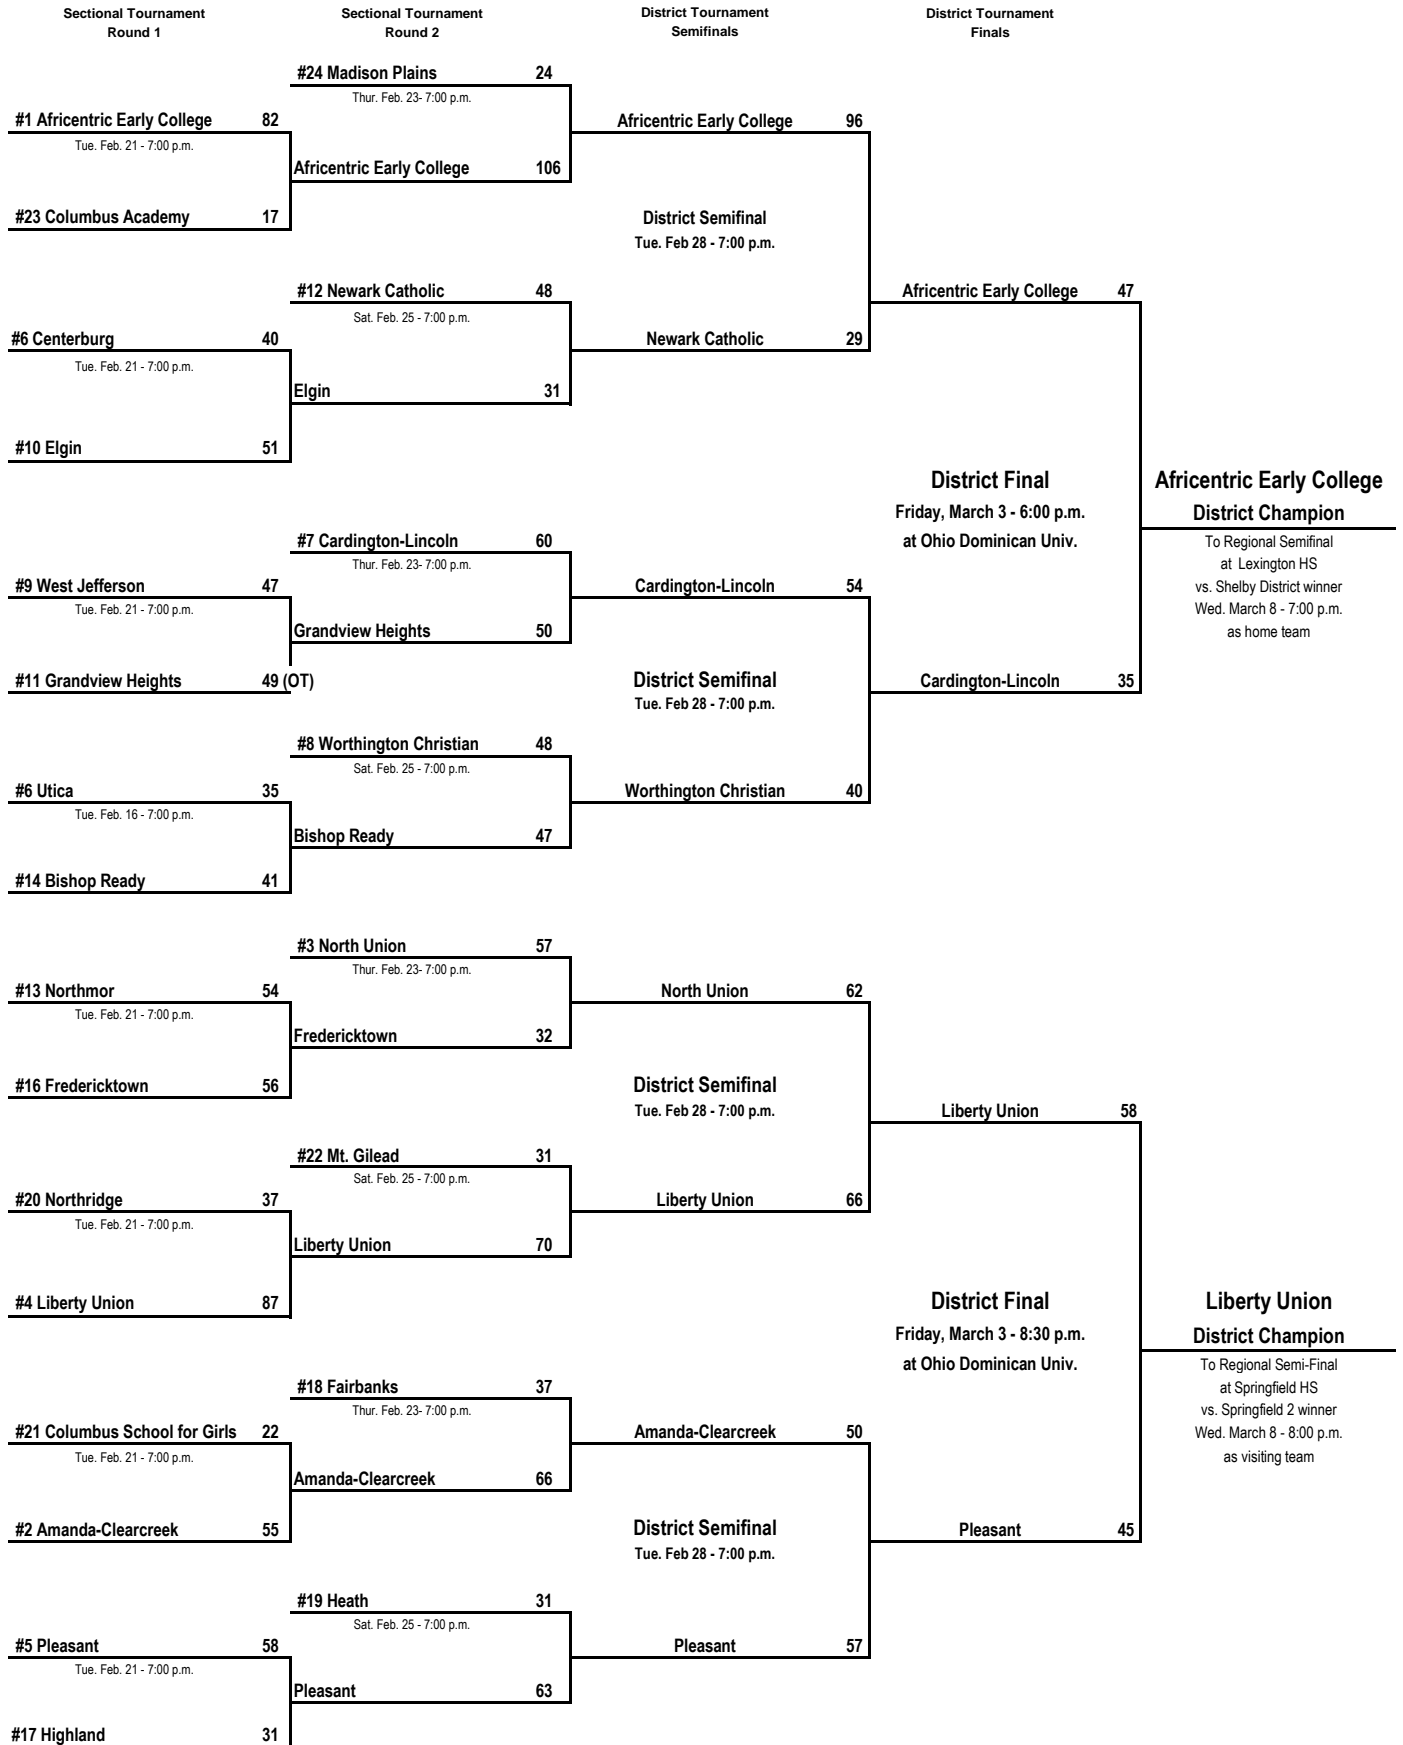 Sectional Tournament
Round 1
Sectional Tournament
Round 2
District Tournament
Semifinals
District Tournament
Finals
#24 Madison Plains 24
Thur. Feb. 23- 7:00 p.m.
#1 Africentric Early College 82
Africentric Early College 96
Tue. Feb. 21 - 7:00 p.m.
Africentric Early College 106
#23 Columbus Academy 17
District Semifinal
Tue. Feb 28 - 7:00 p.m.
#12 Newark Catholic 48
Africentric Early College 47
Sat. Feb. 25 - 7:00 p.m.
#6 Centerburg 40
Newark Catholic 29
Tue. Feb. 21 - 7:00 p.m.
Elgin 31
#10 Elgin 51
District Final
Friday, March 3 - 6:00 p.m.
at Ohio Dominican Univ.
Africentric Early College
District Champion
To Regional Semifinal
at Lexington HS
vs. Shelby District winner
Wed. March 8 - 7:00 p.m.
as home team
#7 Cardington-Lincoln 60
Thur. Feb. 23- 7:00 p.m.
#9 West Jefferson 47
Cardington-Lincoln 54
Tue. Feb. 21 - 7:00 p.m.
Grandview Heights 50
#11 Grandview Heights 49 (OT)
District Semifinal
Tue. Feb 28 - 7:00 p.m.
Cardington-Lincoln 35
#8 Worthington Christian 48
Sat. Feb. 25 - 7:00 p.m.
#6 Utica 35
Worthington Christian 40
Tue. Feb. 16 - 7:00 p.m.
Bishop Ready 47
#14 Bishop Ready 41
#3 North Union 57
Thur. Feb. 23- 7:00 p.m.
#13 Northmor 54
North Union 62
Tue. Feb. 21 - 7:00 p.m.
Fredericktown 32
#16 Fredericktown 56
District Semifinal
Tue. Feb 28 - 7:00 p.m.
Liberty Union 58
#22 Mt. Gilead 31
Sat. Feb. 25 - 7:00 p.m.
#20 Northridge 37
Liberty Union 66
Tue. Feb. 21 - 7:00 p.m.
Liberty Union 70
#4 Liberty Union 87
District Final
Friday, March 3 - 8:30 p.m.
at Ohio Dominican Univ.
Liberty Union
District Champion
To Regional Semi-Final
at Springfield HS
vs. Springfield 2 winner
Wed. March 8 - 8:00 p.m.
as visiting team
#18 Fairbanks 37
Thur. Feb. 23- 7:00 p.m.
#21 Columbus School for Girls 22
Amanda-Clearcreek 50
Tue. Feb. 21 - 7:00 p.m.
Amanda-Clearcreek 66
#2 Amanda-Clearcreek 55
District Semifinal
Tue. Feb 28 - 7:00 p.m.
Pleasant 45
#19 Heath 31
Sat. Feb. 25 - 7:00 p.m.
#5 Pleasant 58
Pleasant 57
Tue. Feb. 21 - 7:00 p.m.
Pleasant 63
#17 Highland 31